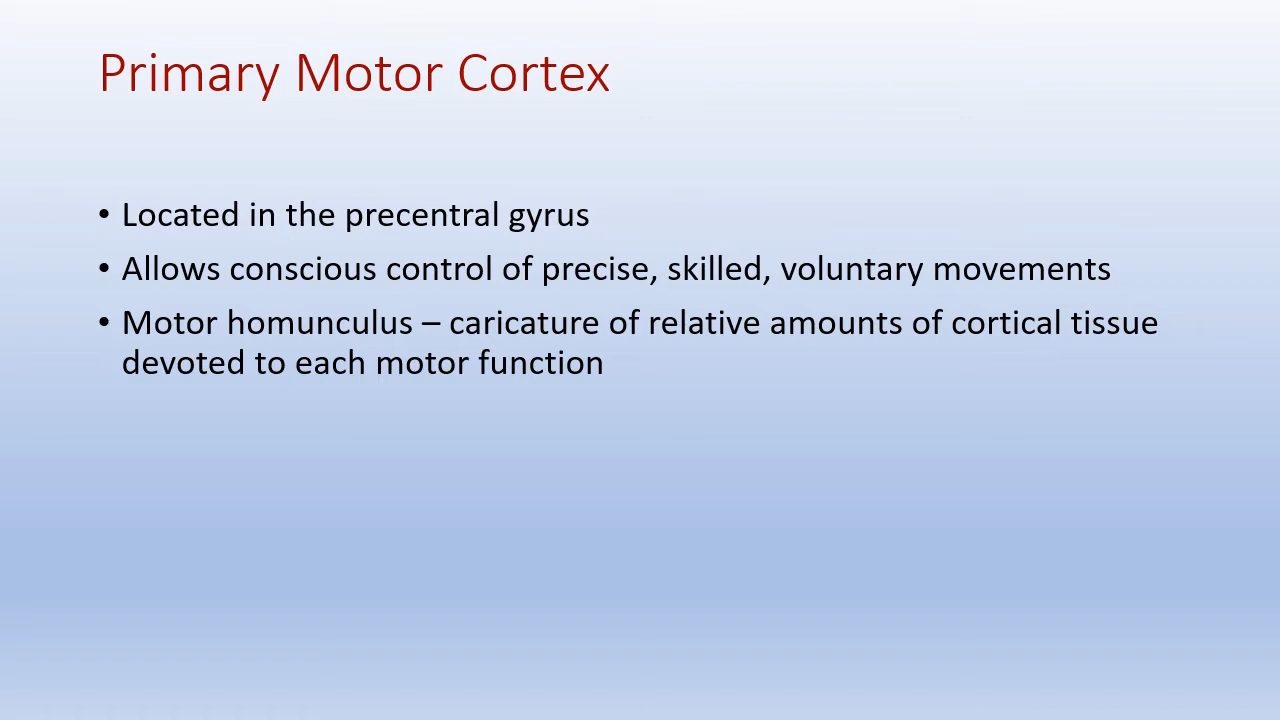 Primary Motor Cortex
• Located in the precentral gyrus
• Allows conscious control of precise, skilled, voluntary movements
• Motor homunculus – caricature of relative amounts of cortical tissue
devoted to each motor function